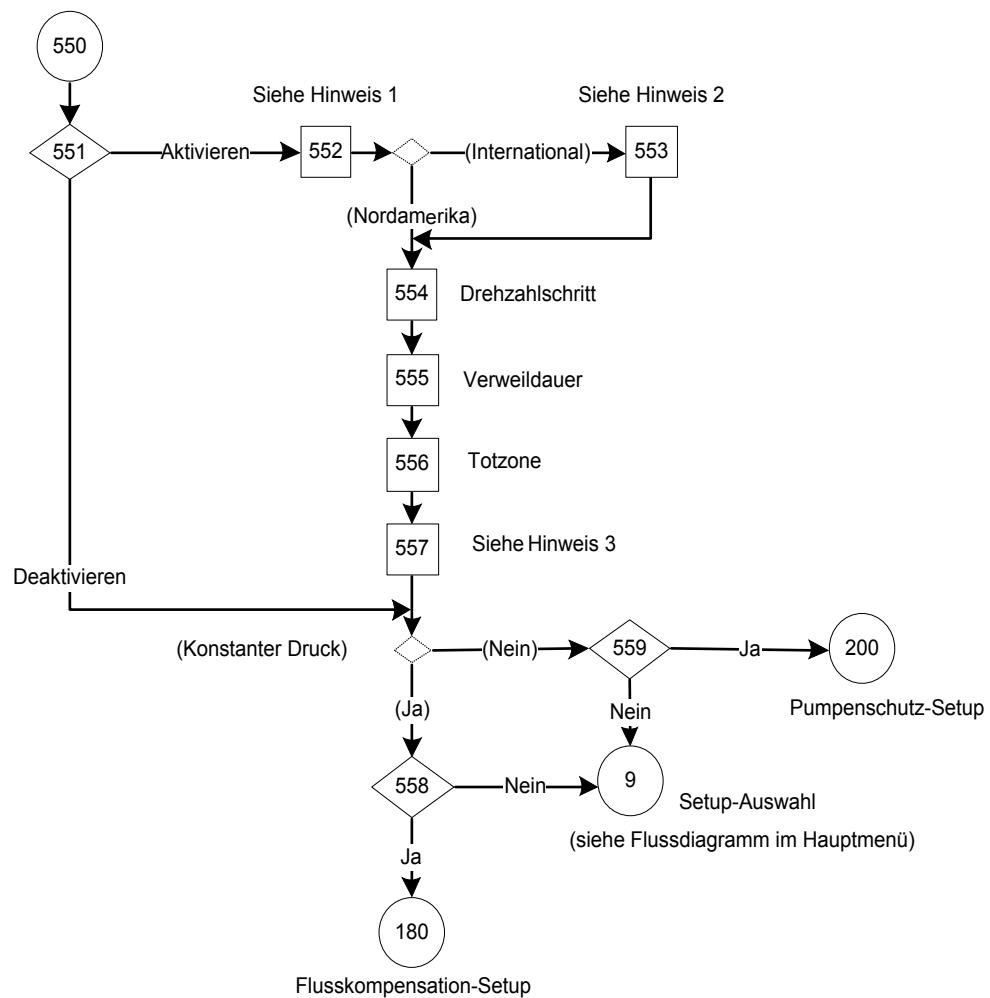 550
Siehe Hinweis 1
Siehe Hinweis 2
551
Aktivieren
552
(International)
553
(Nordamerika)
554
Drehzahlschritt
555
Verweildauer
556
Totzone
557
Siehe Hinweis 3
Deaktivieren
(Konstanter Druck)
(Nein)
559
Ja
200
(Ja)
Nein
Pumpenschutz-Setup
558
Nein
9
Setup-Auswahl
(siehe Flussdiagramm im Hauptmenü)
Ja
180
Flusskompensation-Setup